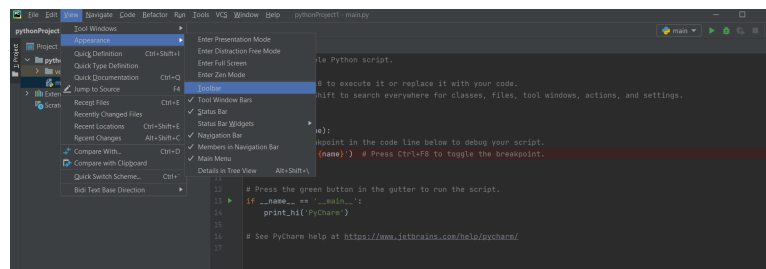 File Edit View Navigate Code Refactor Run Tools VCS Window Help pythonProject1 - main.py
pythonProject
main
1: Project
Project
pyth
Exter
Scrat
Tool Windows
Appearance
Quick Definition Ctrl+Shift+I
Quick Type Definition
Quick Documentation Ctrl+Q
Jump to Source F4
Recent Files Ctrl+E
Recently Changed Files
Recent Locations Ctrl+Shift+E
Recent Changes Alt+Shift+C
Compare With... Ctrl+D
Compare with Clipboard
Quick Switch Scheme... Ctrl+`
Bidi Text Base Direction
Enter Presentation Mode
Enter Distraction Free Mode
Enter Full Screen
Enter Zen Mode
Toolbar
Tool Window Bars
Status Bar
Status Bar Widgets
Navigation Bar
Members in Navigation Bar
Main Menu
Details in Tree View Alt+Shift+\
le Python script.
to execute it or replace it with your code.
hift to search everywhere for classes, files, tool windows, actions, and settings.
me):
akpoint in the code line below to debug your script.
{name}') # Press Ctrl+F8 to toggle the breakpoint.
11
12 # Press the green button in the gutter to run the script.
13 if __name__ == '__main__':
14 print_hi('PyCharm')
15
16 # See PyCharm help at https://www.jetbrains.com/help/pycharm/
17